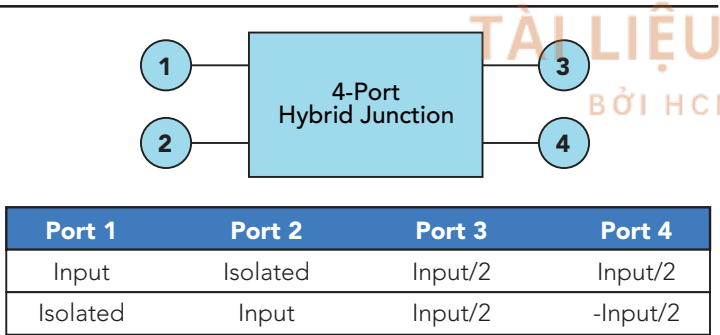 TÀI LIỆU
BỞI HCM
1
3
4-Port
Hybrid Junction
2
4
Port 1 Port 2 Port 3 Port 4
Input Isolated Input/2 Input/2
Isolated Input Input/2 -Input/2